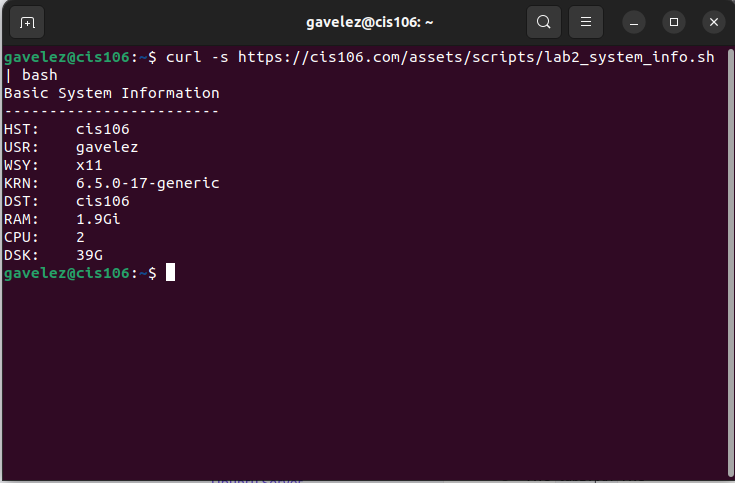 gavelez@cis106: ~
gavelez@cis106:~$ curl -s https://cis106.com/assets/scripts/lab2_system_info.sh
| bash
Basic System Information
------------------------
HST:    cis106
USR:    gavelez
WSY:    x11
KRN:    6.5.0-17-generic
DST:    cis106
RAM:    1.9Gi
CPU:    2
DSK:    39G
gavelez@cis106:~$